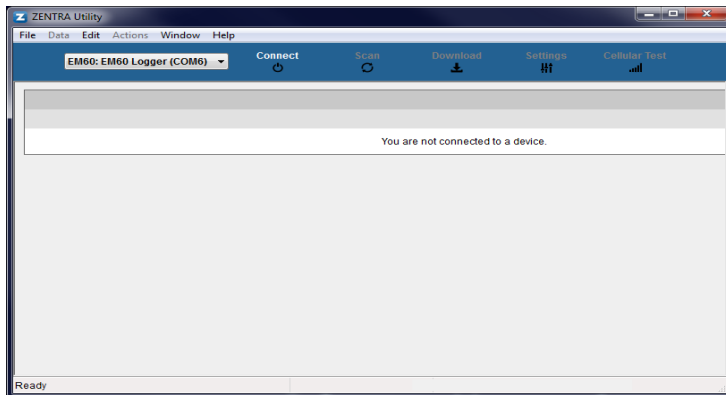 ZENTRA Utility
File Data Edit Actions Window Help
EM60: EM60 Logger (COM6) Connect Scan Download Settings Cellular Test
You are not connected to a device.
Ready